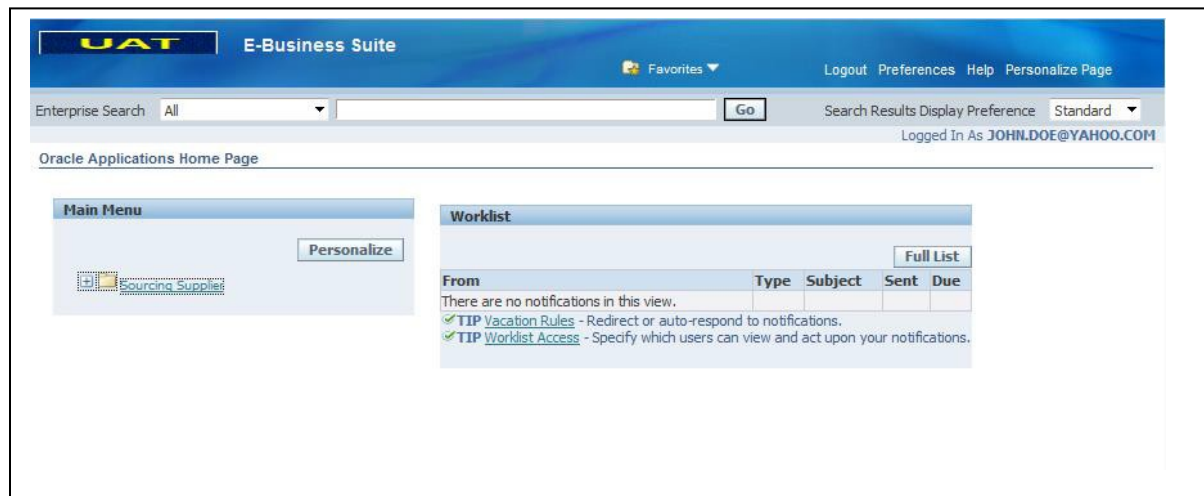 UAT E-Business Suite
Favorites Logout Preferences Help Personalize Page
Enterprise Search All Go Search Results Display Preference Standard
Logged In As JOHN.DOE@YAHOO.COM
Oracle Applications Home Page
Main Menu
Personalize
Sourcing Supplier
Worklist
Full List
From Type Subject Sent Due
There are no notifications in this view.
TIP Vacation Rules - Redirect or auto-respond to notifications.
TIP Worklist Access - Specify which users can view and act upon your notifications.